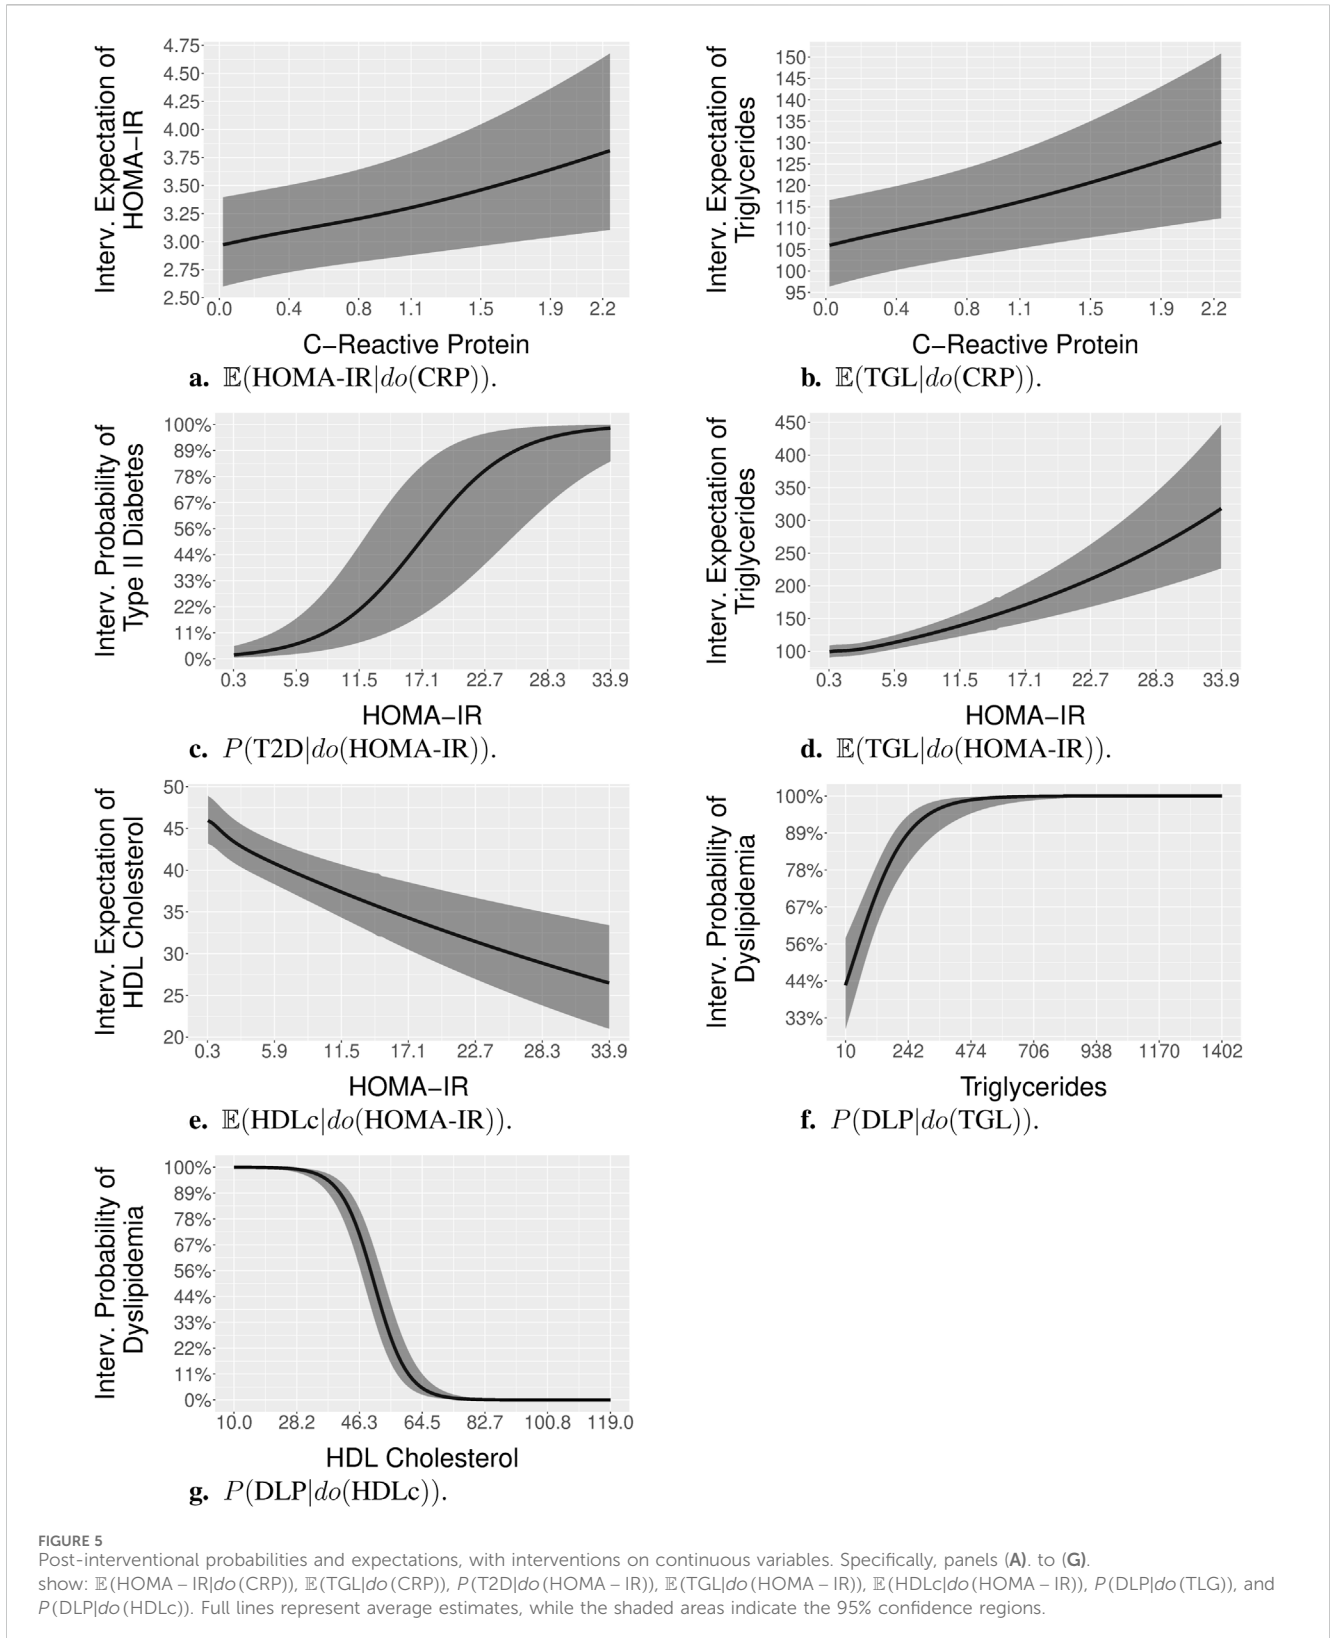 Interv. Expectation of
HOMA−IR
4.75
4.50
4.25
4.00
3.75
3.50
3.25
3.00
2.75
2.50
0.0 0.4 0.8 1.1 1.5 1.9 2.2
C−Reactive Protein
a. 𝔼(HOMA-IR|do(CRP)).
Interv. Expectation of
Triglycerides
150
145
140
135
130
125
120
115
110
105
100
95
0.0 0.4 0.8 1.1 1.5 1.9 2.2
C−Reactive Protein
b. 𝔼(TGL|do(CRP)).
Interv. Probability of
Type II Diabetes
100%
89%
78%
67%
56%
44%
33%
22%
11%
0%
0.3 5.9 11.5 17.1 22.7 28.3 33.9
HOMA−IR
c. P(T2D|do(HOMA-IR)).
Interv. Expectation of
Triglycerides
450
400
350
300
250
200
150
100
0.3 5.9 11.5 17.1 22.7 28.3 33.9
HOMA−IR
d. 𝔼(TGL|do(HOMA-IR)).
Interv. Expectation of
HDL Cholesterol
50
45
40
35
30
25
20
0.3 5.9 11.5 17.1 22.7 28.3 33.9
HOMA−IR
e. 𝔼(HDLc|do(HOMA-IR)).
Interv. Probability of
Dyslipidemia
100%
89%
78%
67%
56%
44%
33%
10 242 474 706 938 1170 1402
Triglycerides
f. P(DLP|do(TGL)).
Interv. Probability of
Dyslipidemia
100%
89%
78%
67%
56%
44%
33%
22%
11%
0%
10.0 28.2 46.3 64.5 82.7 100.8 119.0
HDL Cholesterol
g. P(DLP|do(HDLc)).
FIGURE 5
Post-interventional probabilities and expectations, with interventions on continuous variables. Specifically, panels (A). to (G).
show: 𝔼(HOMA − IR|do(CRP)), 𝔼(TGL|do(CRP)), P(T2D|do(HOMA − IR)), 𝔼(TGL|do(HOMA − IR)), 𝔼(HDLc|do(HOMA − IR)), P(DLP|do(TLG)), and
P(DLP|do(HDLc)). Full lines represent average estimates, while the shaded areas indicate the 95% confidence regions.